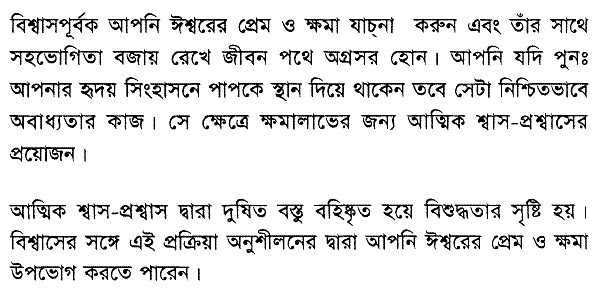 বিশ্বাসপূর্বক আপনি ঈশ্বরের প্রেম ও ক্ষমা যাচ্না করুন এবং তাঁর সাথে
সহভোগিতা বজায় রেখে জীবন পথে অগ্রসর হোন। আপনি যদি পুনঃ
আপনার হৃদয় সিংহাসনে পাপকে স্থান দিয়ে থাকেন তবে সেটা নিশ্চিতভাবে
অবাধ্যতার কাজ। সে ক্ষেত্রে ক্ষমালাভের জন্য আত্মিক শ্বাস-প্রশ্বাসের
প্রয়োজন।
আত্মিক শ্বাস-প্রশ্বাস দ্বারা দুষিত বস্তু বহিষ্কৃত হয়ে বিশুদ্ধতার সৃষ্টি হয়।
বিশ্বাসের সঙ্গে এই প্রক্রিয়া অনুশীলনের দ্বারা আপনি ঈশ্বরের প্রেম ও ক্ষমা
উপভোগ করতে পারেন।